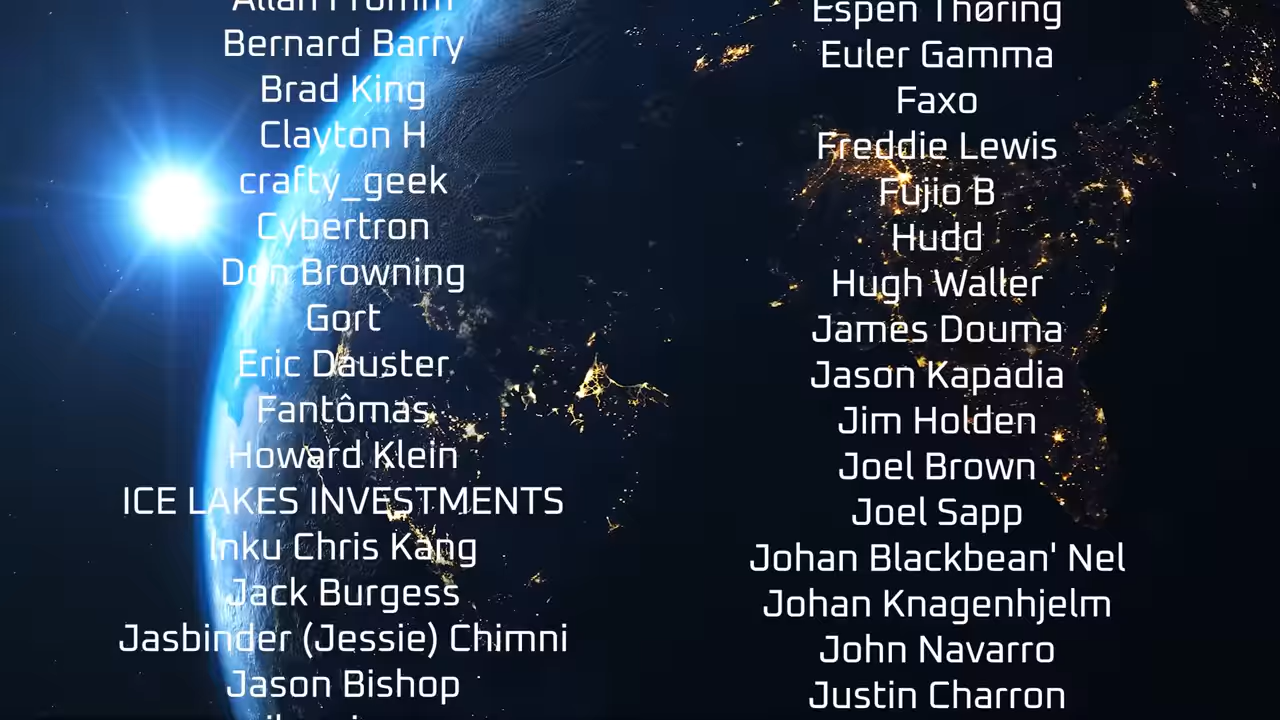 Allan Fromm
Bernard Barry
Brad King
Clayton H
crafty_geek
Cybertron
Don Browning
Gort
Eric Dauster
Fantômas
Howard Klein
ICE LAKES INVESTMENTS
Inku Chris Kang
Jack Burgess
Jasbinder (Jessie) Chimni
Jason Bishop
Espen Thøring
Euler Gamma
Faxo
Freddie Lewis
Fujio B
Hudd
Hugh Waller
James Douma
Jason Kapadia
Jim Holden
Joel Brown
Joel Sapp
Johan Blackbean' Nel
Johan Knagenhjelm
John Navarro
Justin Charron